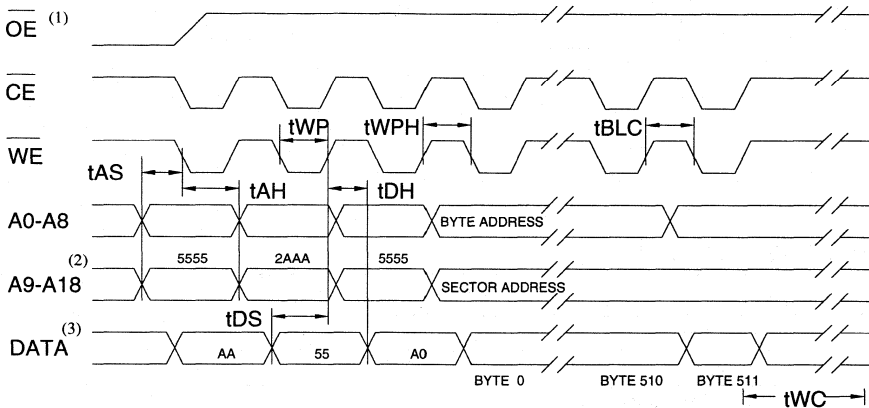 OE (1)
CE
tWP tWPH tBLC
WE
tAS
tAH tDH
A0-A8 BYTE ADDRESS
(2) 5555 2AAA 5555
A9-A18 SECTOR ADDRESS
tDS
DATA (3) AA 55 A0
BYTE 0 BYTE 510 BYTE 511
tWC